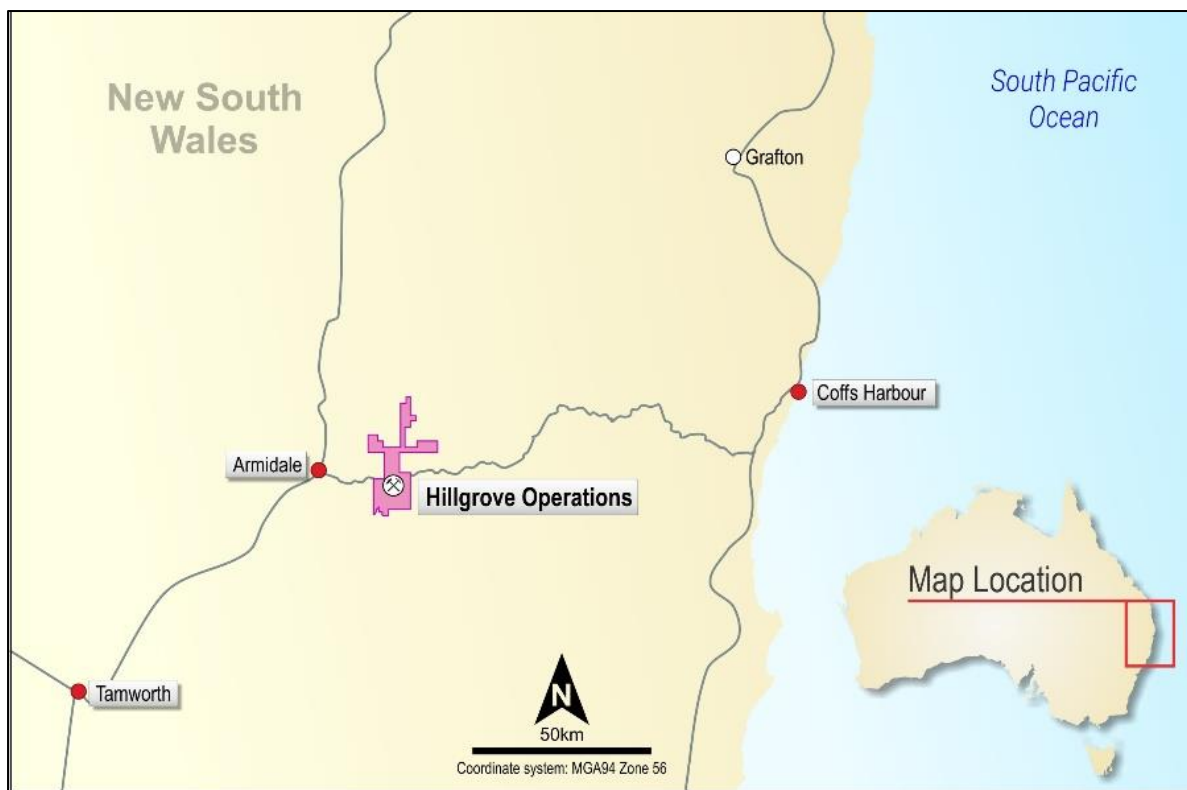 New South
Wales
South Pacific
Ocean
Grafton
Coffs Harbour
Armidale
Hillgrove Operations
Map Location
Tamworth
N
50km
Coordinate system: MGA94 Zone 56